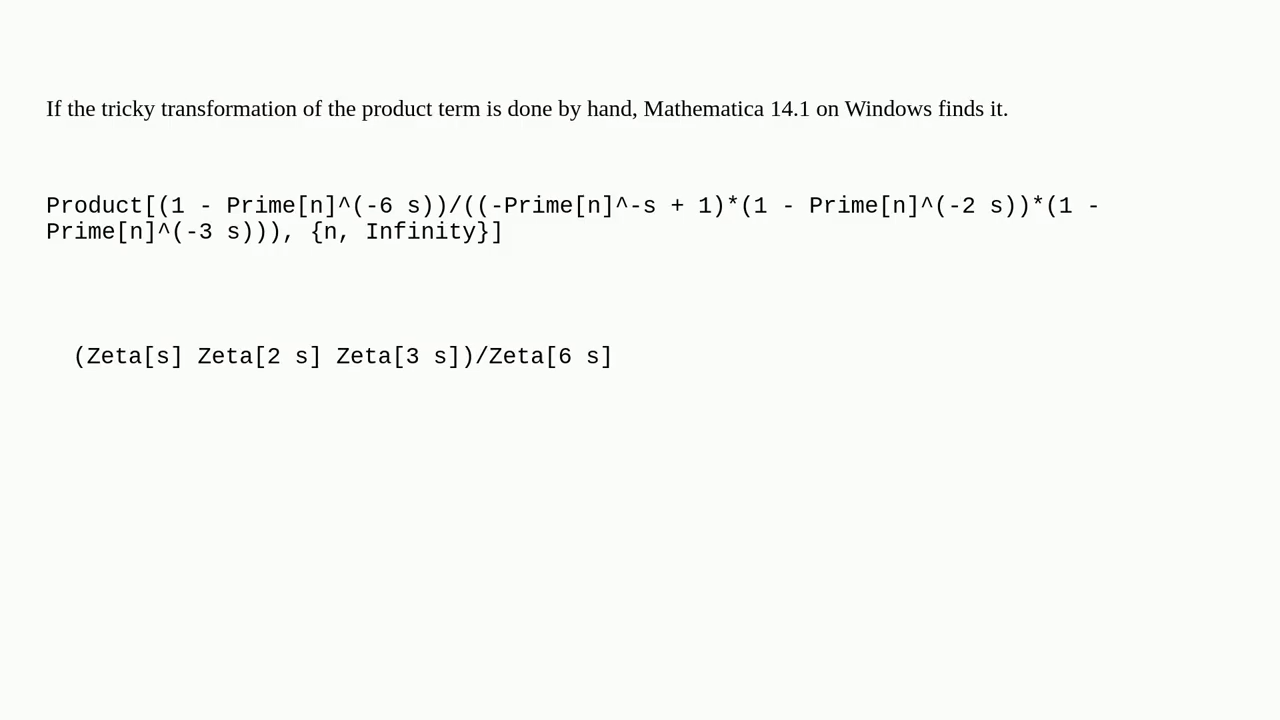 If the tricky transformation of the product term is done by hand, Mathematica 14.1 on Windows finds it.
Product[(1 - Prime[n]^(-6 s))/((-Prime[n]^-s + 1)*(1 - Prime[n]^(-2 s))*(1 -
Prime[n]^(-3 s))), {n, Infinity}]
(Zeta[s] Zeta[2 s] Zeta[3 s])/Zeta[6 s]